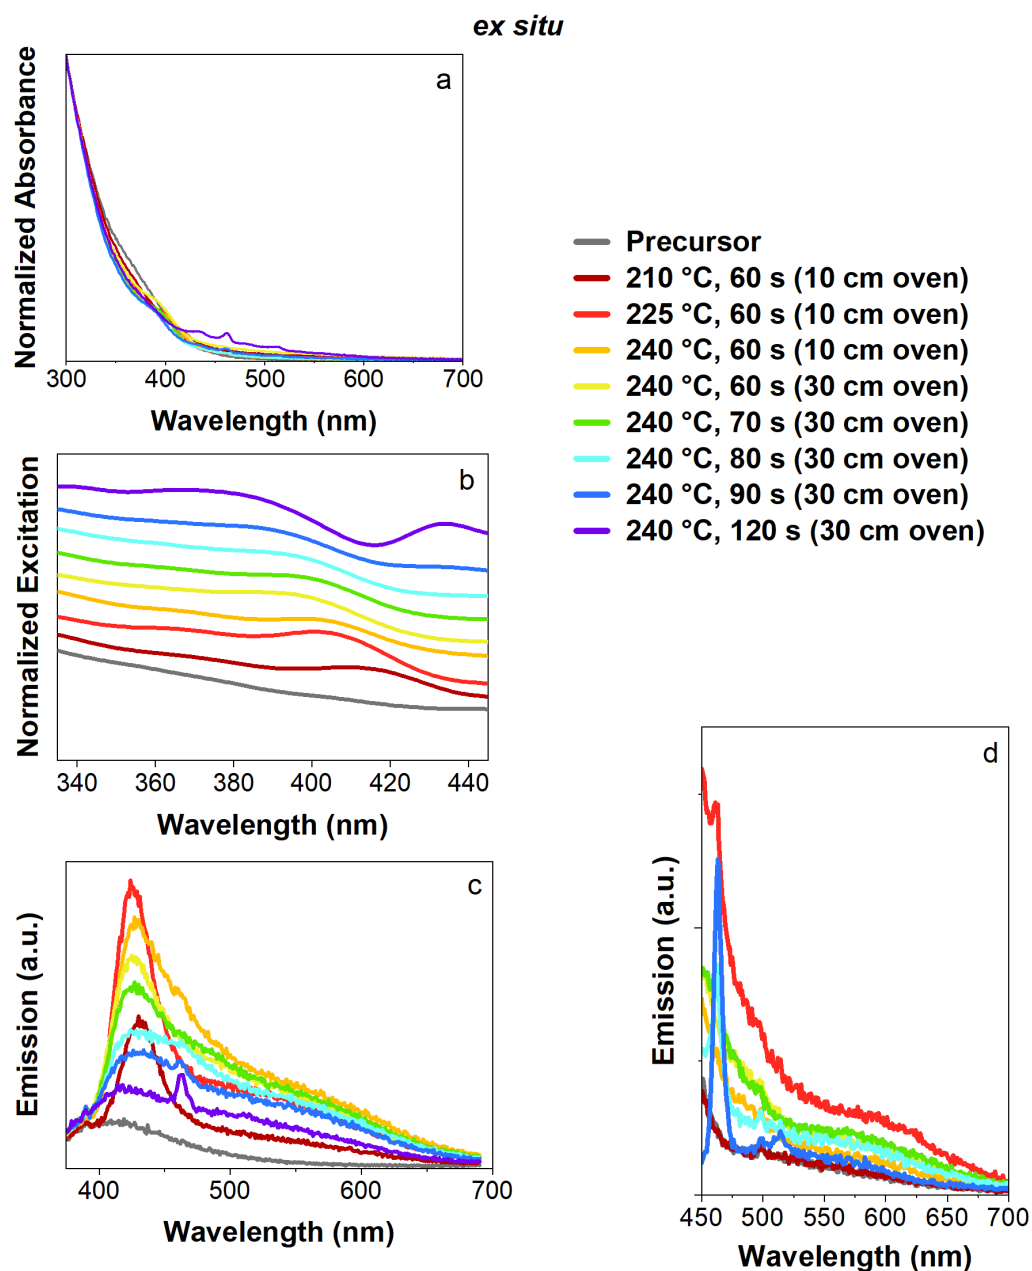 ex situ
a
Normalized Absorbance
300 400 500 600 700
Wavelength (nm)
Precursor
210 °C, 60 s (10 cm oven)
225 °C, 60 s (10 cm oven)
240 °C, 60 s (10 cm oven)
240 °C, 60 s (30 cm oven)
240 °C, 70 s (30 cm oven)
240 °C, 80 s (30 cm oven)
240 °C, 90 s (30 cm oven)
240 °C, 120 s (30 cm oven)
b
Normalized Excitation
340 360 380 400 420 440
Wavelength (nm)
c
Emission (a.u.)
400 500 600 700
Wavelength (nm)
d
Emission (a.u.)
450 500 550 600 650 700
Wavelength (nm)